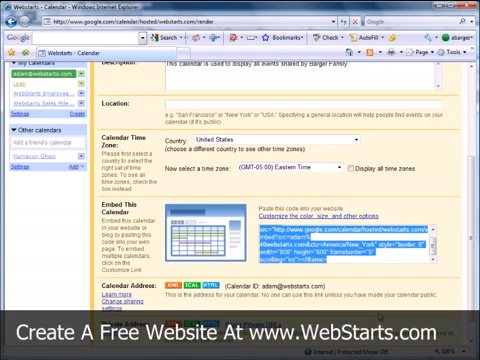 Webstarts - Calendar - Windows Internet Explorer
http://www.google.com/calendar/hosted/webstarts.com/render
Google
Google
Search
Check
AutoFill
abarger
Webstarts - Calendar
Page
Tools
My calendars
adam@webstarts.com
Leah
WebStarts Employee...
Webstarts Sales Mile...
Settings
Create
Other calendars
Add a friend's calendar
Humayun Ghani
Settings
Add
Description:
This calendar is used to display all events shared by Barger Family.
Location:
e.g. "San Francisco" or "New York" or "USA." Specifying a general location will help people find events on your
calendar (if it's public)
Calendar Time
Zone:
Please first select a
country to select the
right set of time
zones. To see all
time zones, check the
box instead.
Country: United States
(choose a different country to see other time zones)
Now select a time zone: (GMT-05:00) Eastern Time
Display all time zones
Embed This
Calendar
Embed this calendar
in your website or
blog by pasting this
code into your web
page. To embed
multiple calendars,
click on the
Customize Link
Paste this code into your website.
Customize the color, size, and other options
src="http://www.google.com/calendar/hosted/webstarts.com/e
mbed?src=adam%
40webstarts.com&ctz=America/New_York" style="border: 0"
width="800" height="600" frameborder="0"
scrolling="no"></iframe>
Calendar Address:
Learn more
Change sharing
settings
XML ICAL HTML (Calendar ID: adam@webstarts.com)
This is the address for your calendar. No one can use this link unless you have made your calendar public.
Create A Free Website At www.WebStarts.com
Internet | Protected Mode: Off
100%